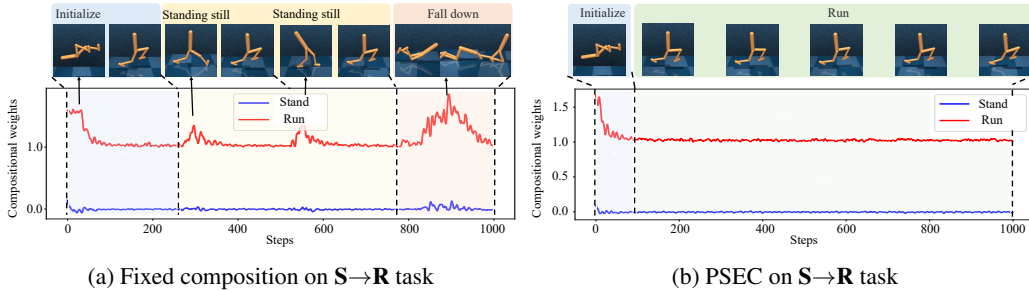 Initialize
Standing still
Standing still
Fall down
Compositional weights
1.0
0.0
Stand
Run
0
200
400
600
800
1000
Steps
(a) Fixed composition on S→R task
Initialize
Run
Compositional weights
1.5
1.0
0.5
0.0
Stand
Run
0
200
400
600
800
1000
Steps
(b) PSEC on S→R task